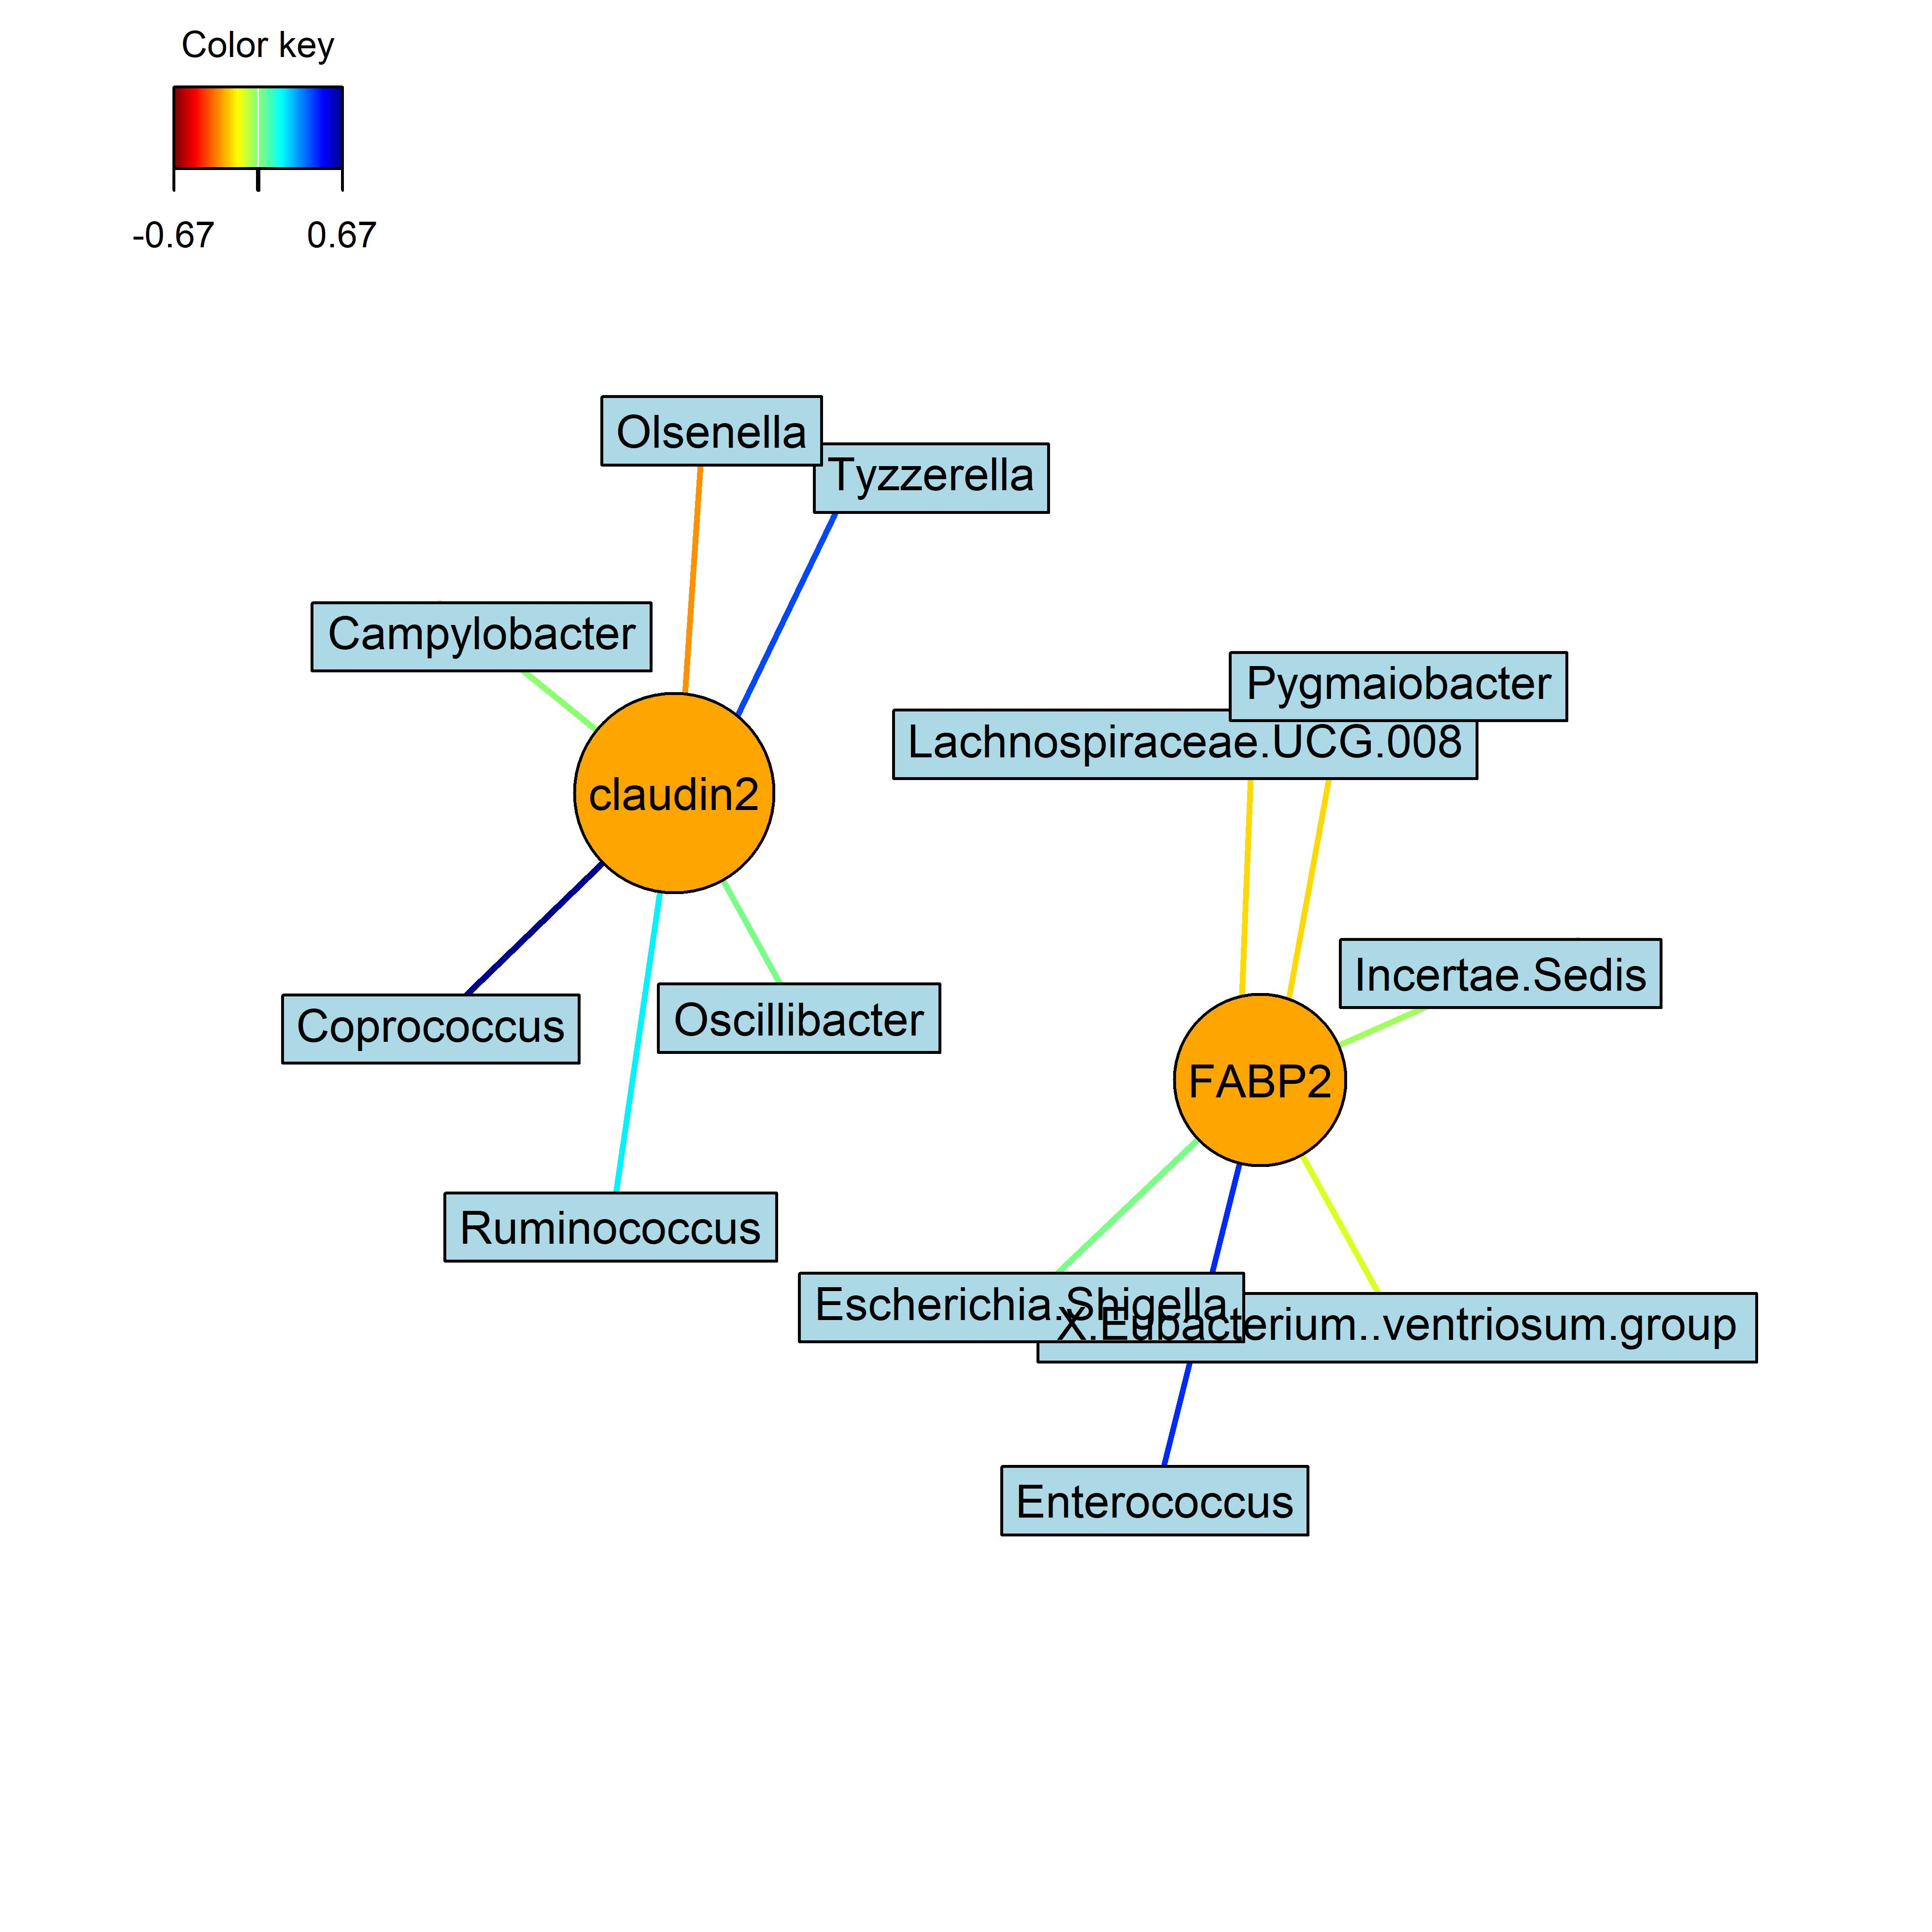 Color key
-0.67 0.67
Olsenella
Tyzzerella
Campylobacter
Pygmaiobacter
Lachnospiraceae.UCG.008
claudin2
Incertae.Sedis
Coprococcus
Oscillibacter
FABP2
Ruminococcus
Escherichia.Shigella
X.Eubacterium..ventriosum.group
Enterococcus